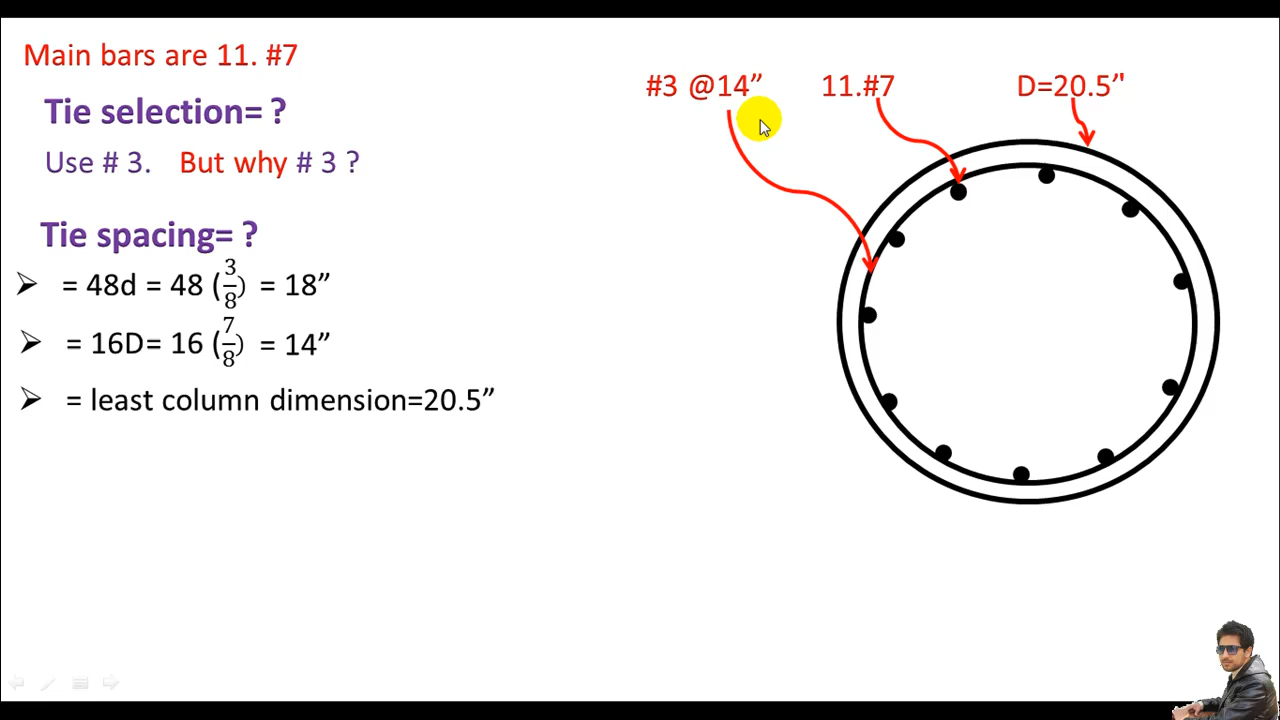 Main bars are 11. #7
Tie selection= ?
Use # 3. But why # 3 ?
Tie spacing= ?
➢ = 48d = 48 (3/8) = 18”
➢ = 16D= 16 (7/8) = 14”
➢ = least column dimension=20.5”
#3 @14” 11.#7 D=20.5”